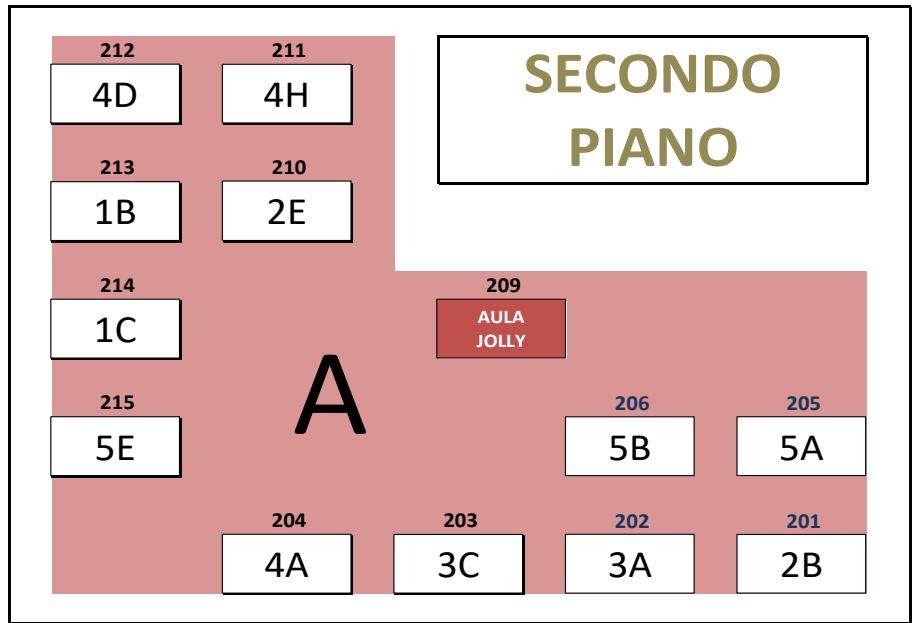 SECONDO
PIANO
212 211
4D 4H
213 210
1B 2E
214 209
1C AULA
JOLLY
A
215 206 205
5E 5B 5A
204 203 202 201
4A 3C 3A 2B